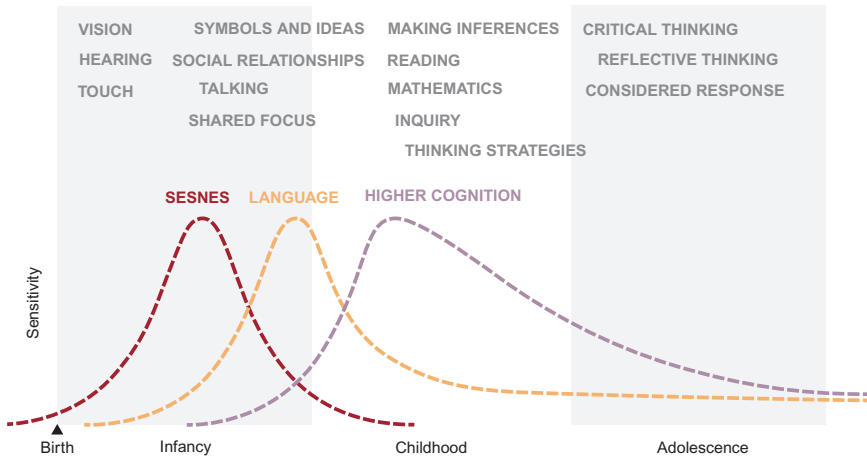 VISION SYMBOLS AND IDEAS MAKING INFERENCES CRITICAL THINKING
HEARING SOCIAL RELATIONSHIPS READING REFLECTIVE THINKING
TOUCH TALKING MATHEMATICS CONSIDERED RESPONSE
SHARED FOCUS INQUIRY
THINKING STRATEGIES
SESNES LANGUAGE HIGHER COGNITION
Sensitivity
Birth Infancy Childhood Adolescence